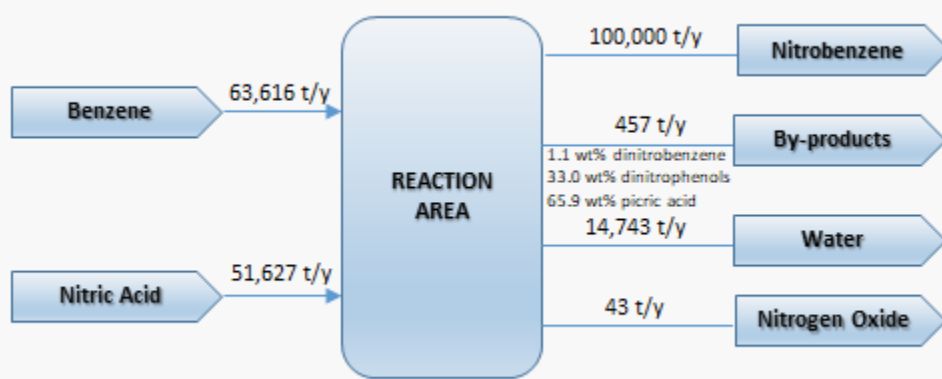 100,000 t/y
Nitrobenzene
Benzene
63,616 t/y
457 t/y
By-products
1.1 wt% dinitrobenzene
33.0 wt% dinitrophenols
65.9 wt% picric acid
REACTION
AREA
14,743 t/y
Water
Nitric Acid
51,627 t/y
43 t/y
Nitrogen Oxide